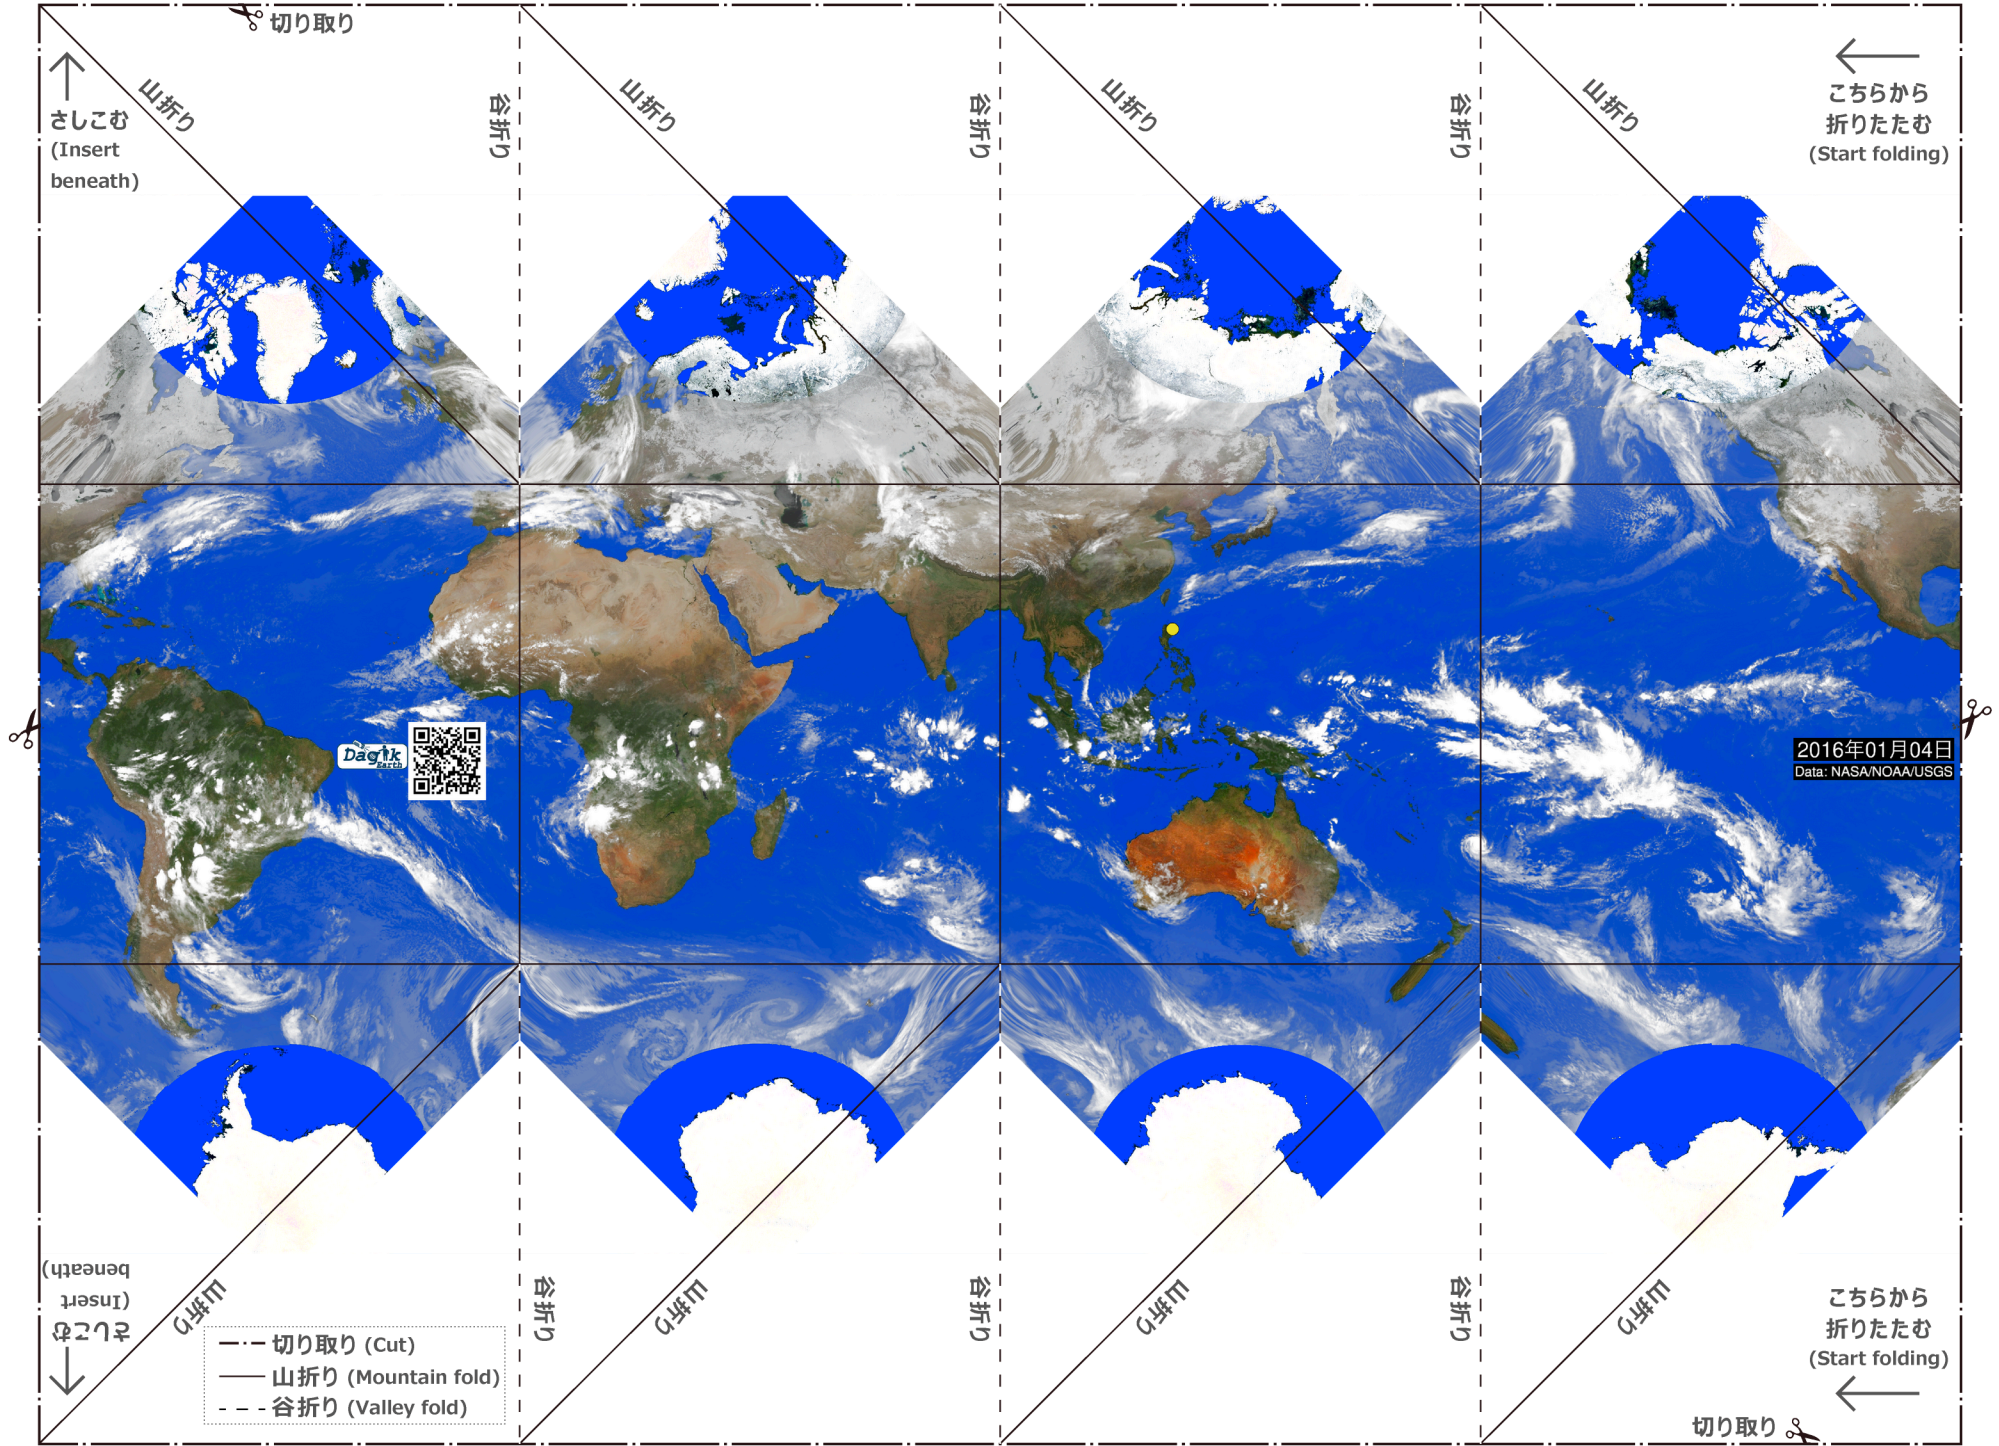 切り取り
さしこむ
(Insert
beneath)
山折り
谷折り
山折り
谷折り
山折り
谷折り
山折り
こちらから
折りたたむ
(Start folding)
Dagik
Earth
2016年01月04日
Data: NASA/NOAA/USGS
さしこむ
(Insert
beneath)
山折り
谷折り
山折り
谷折り
山折り
谷折り
山折り
こちらから
折りたたむ
(Start folding)
切り取り (Cut)
山折り (Mountain fold)
谷折り (Valley fold)
切り取り